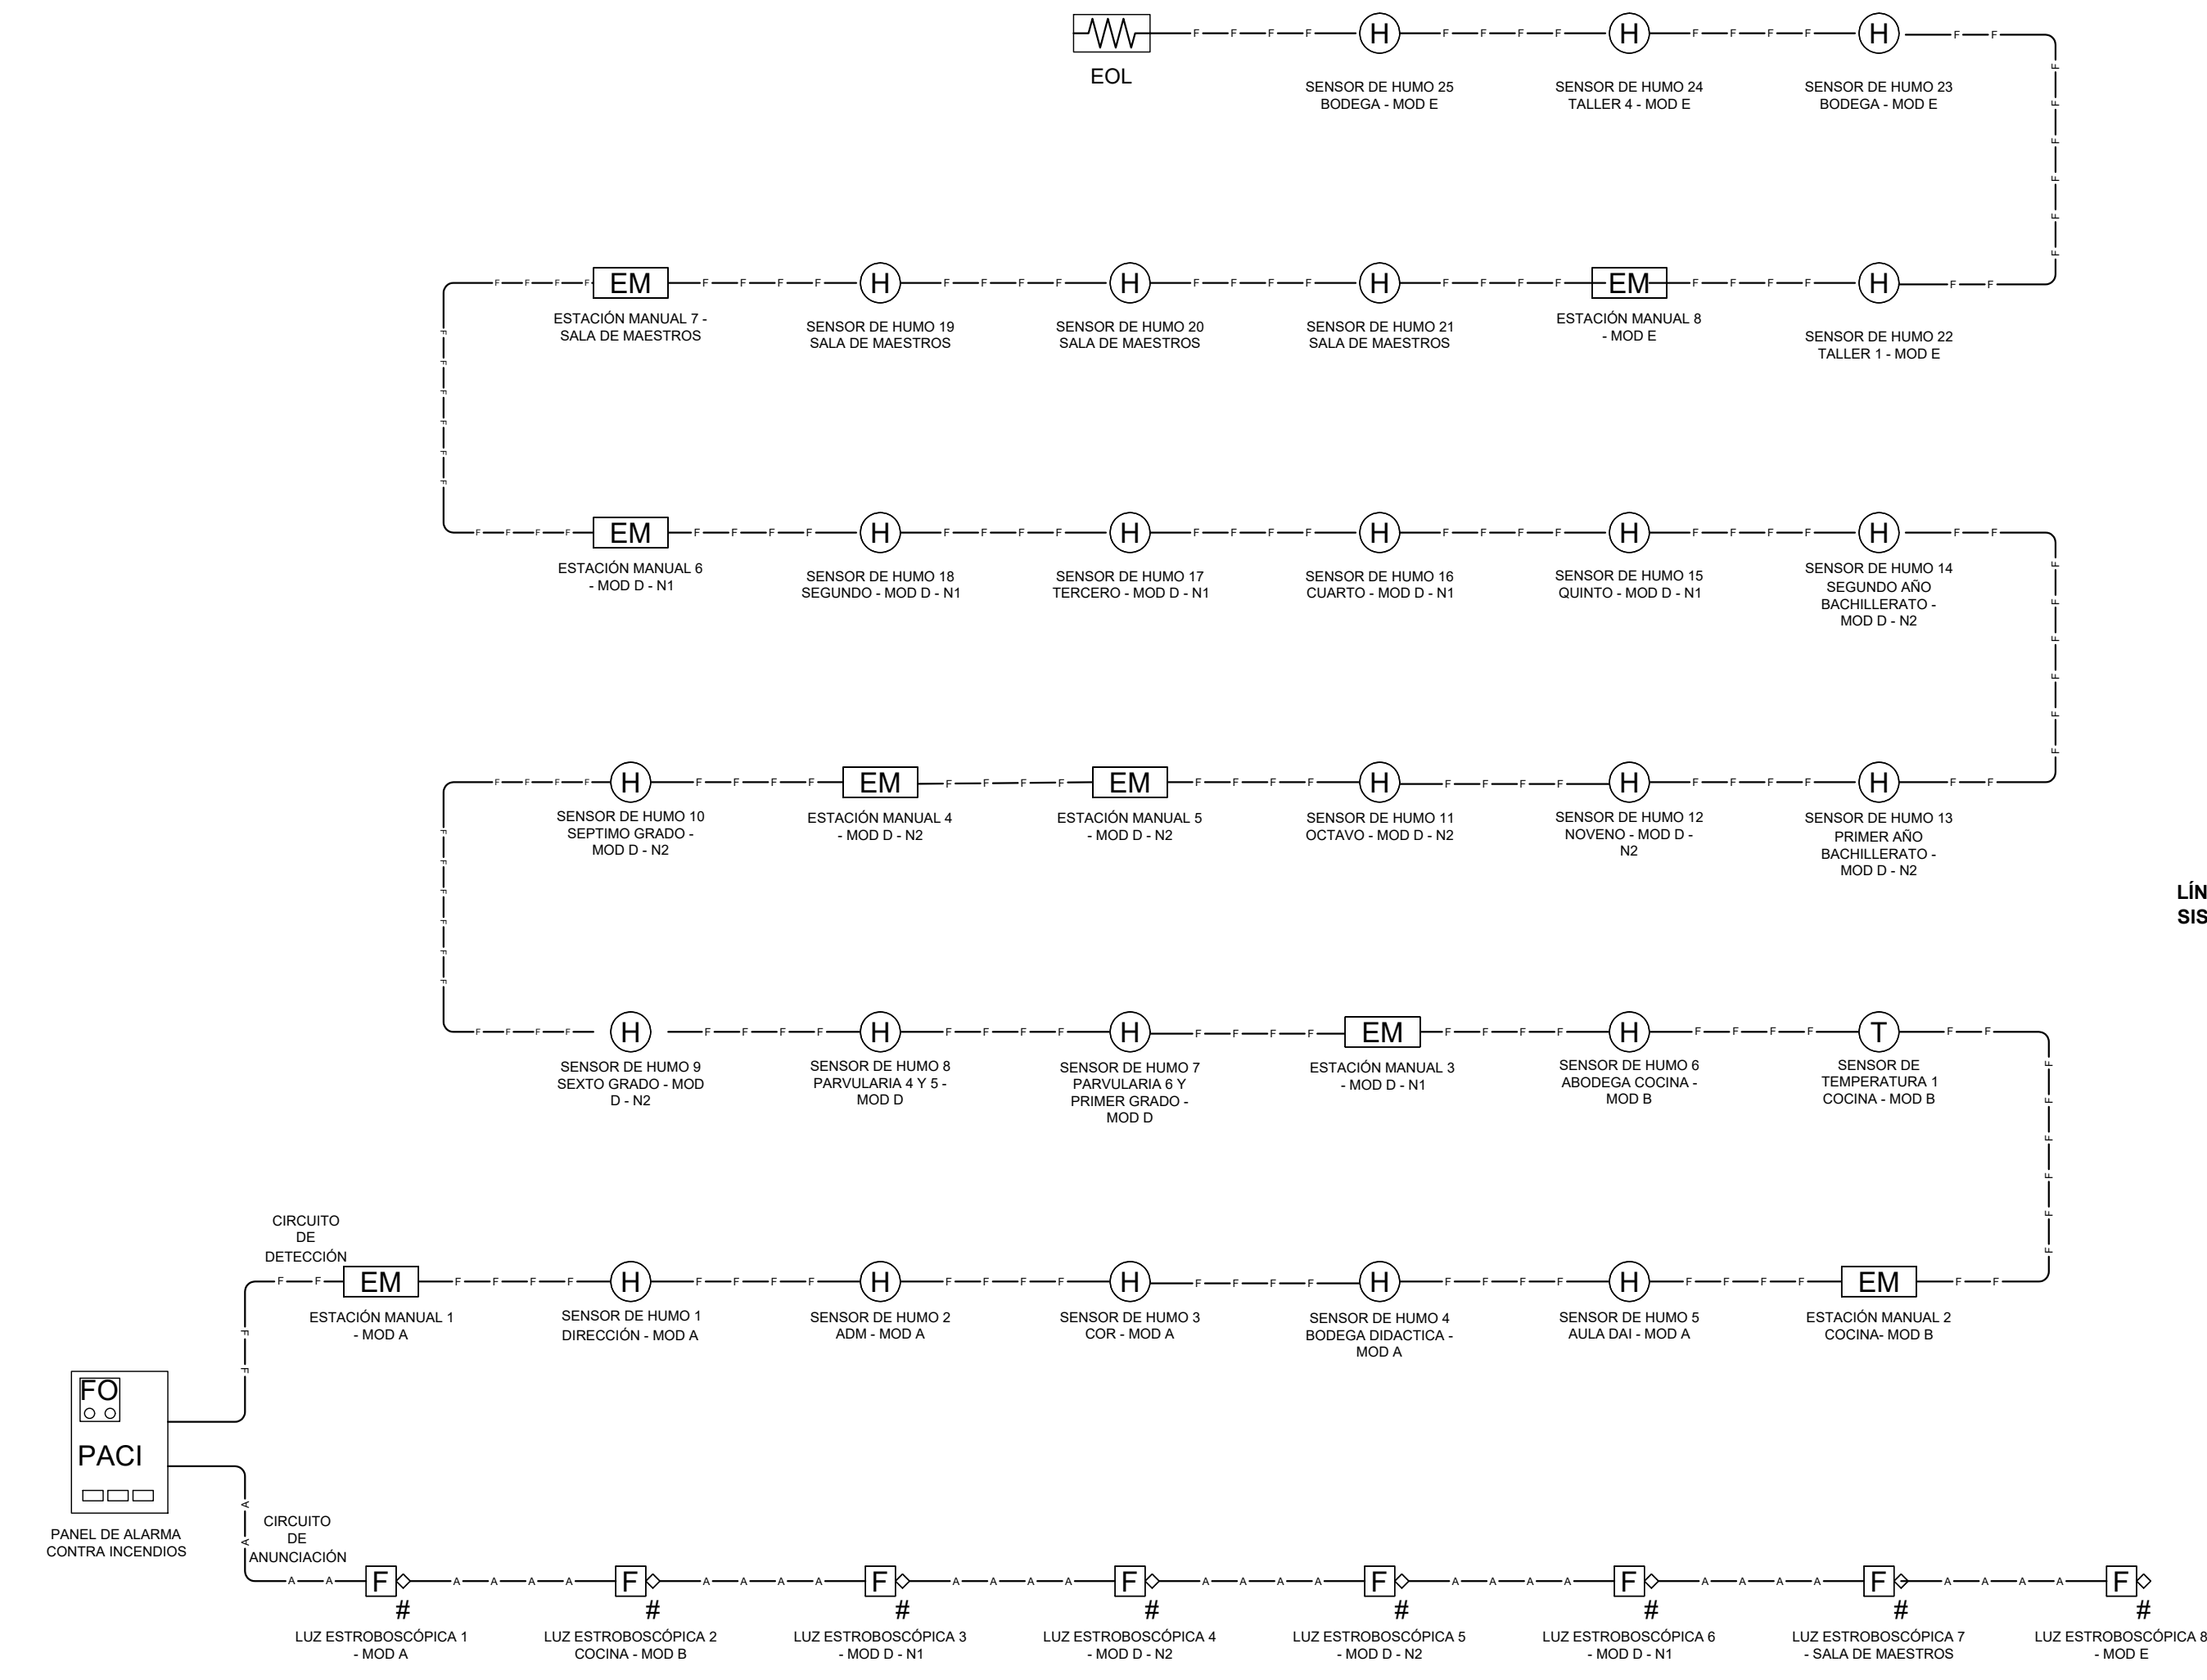 EOL
SENSOR DE HUMO 25
BODEGA - MOD E
SENSOR DE HUMO 24
TALLER 4 - MOD E
SENSOR DE HUMO 23
BODEGA - MOD E
H
H
H
EM
H
H
H
EM
H
ESTACIÓN MANUAL 7 -
SALA DE MAESTROS
SENSOR DE HUMO 19
SALA DE MAESTROS
SENSOR DE HUMO 20
SALA DE MAESTROS
SENSOR DE HUMO 21
SALA DE MAESTROS
ESTACIÓN MANUAL 8
- MOD E
SENSOR DE HUMO 22
TALLER 1 - MOD E
EM
H
H
H
H
H
ESTACIÓN MANUAL 6
- MOD D - N1
SENSOR DE HUMO 18
SEGUNDO - MOD D - N1
SENSOR DE HUMO 17
TERCERO - MOD D - N1
SENSOR DE HUMO 16
CUARTO - MOD D - N1
SENSOR DE HUMO 15
QUINTO - MOD D - N1
SENSOR DE HUMO 14
SEGUNDO AÑO
BACHILLERATO -
MOD D - N2
H
EM
EM
H
H
H
SENSOR DE HUMO 10
SEPTIMO GRADO -
MOD D - N2
ESTACIÓN MANUAL 4
- MOD D - N2
ESTACIÓN MANUAL 5
- MOD D - N2
SENSOR DE HUMO 11
OCTAVO - MOD D - N2
SENSOR DE HUMO 12
NOVENO - MOD D -
N2
SENSOR DE HUMO 13
PRIMER AÑO
BACHILLERATO -
MOD D - N2
LÍN
SIS
H
H
H
EM
H
T
SENSOR DE HUMO 9
SEXTO GRADO - MOD
D - N2
SENSOR DE HUMO 8
PARVULARIA 4 Y 5 -
MOD D
SENSOR DE HUMO 7
PARVULARIA 6 Y
PRIMER GRADO -
MOD D
ESTACIÓN MANUAL 3
- MOD D - N1
SENSOR DE HUMO 6
ABODEGA COCINA -
MOD B
SENSOR DE
TEMPERATURA 1
COCINA - MOD B
CIRCUITO
DE
DETECCIÓN
EM
H
H
H
H
H
EM
ESTACIÓN MANUAL 1
- MOD A
SENSOR DE HUMO 1
DIRECCIÓN - MOD A
SENSOR DE HUMO 2
ADM - MOD A
SENSOR DE HUMO 3
COR - MOD A
SENSOR DE HUMO 4
BODEGA DIDACTICA -
MOD A
SENSOR DE HUMO 5
AULA DAI - MOD A
ESTACIÓN MANUAL 2
COCINA- MOD B
FO
PACI
PANEL DE ALARMA
CONTRA INCENDIOS
CIRCUITO
DE
ANUNCIACIÓN
F
F
F
F
F
F
F
F
#
#
#
#
#
#
#
#
LUZ ESTROBOSCÓPICA 1
- MOD A
LUZ ESTROBOSCÓPICA 2
COCINA - MOD B
LUZ ESTROBOSCÓPICA 3
- MOD D - N1
LUZ ESTROBOSCÓPICA 4
- MOD D - N2
LUZ ESTROBOSCÓPICA 5
- MOD D - N2
LUZ ESTROBOSCÓPICA 6
- MOD D - N1
LUZ ESTROBOSCÓPICA 7
- SALA DE MAESTROS
LUZ ESTROBOSCÓPICA 8
- MOD E